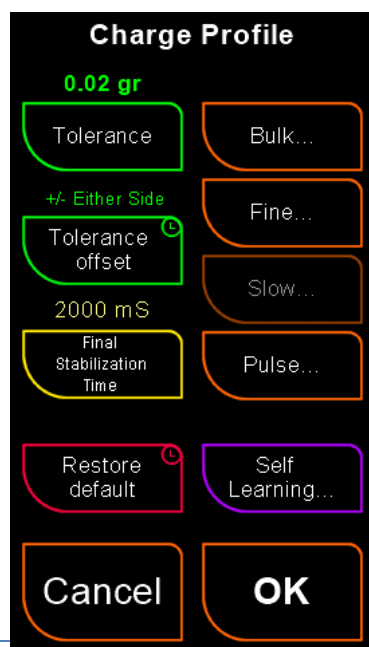 Charge Profile
0.02 gr
Tolerance
Bulk...
+/- Either Side
Tolerance
offset
Fine...
Slow...
2000 mS
Final
Stabilization
Time
Pulse...
Restore
default
Self
Learning...
Cancel
OK